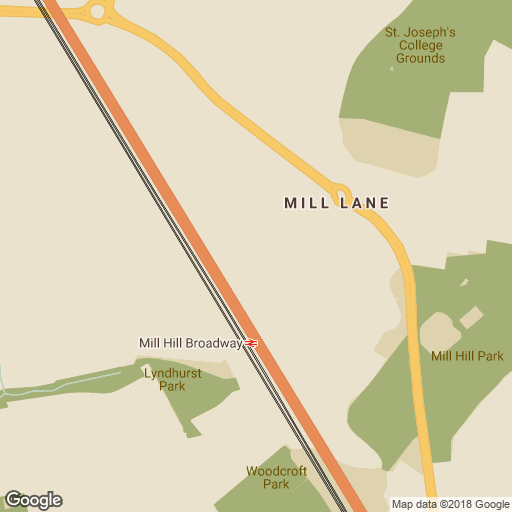 St. Joseph's
College
Grounds
MILL LANE
Mill Hill Broadway
Mill Hill Park
Lyndhurst
Park
Woodcroft
Park
Google
Map data ©2018 Google